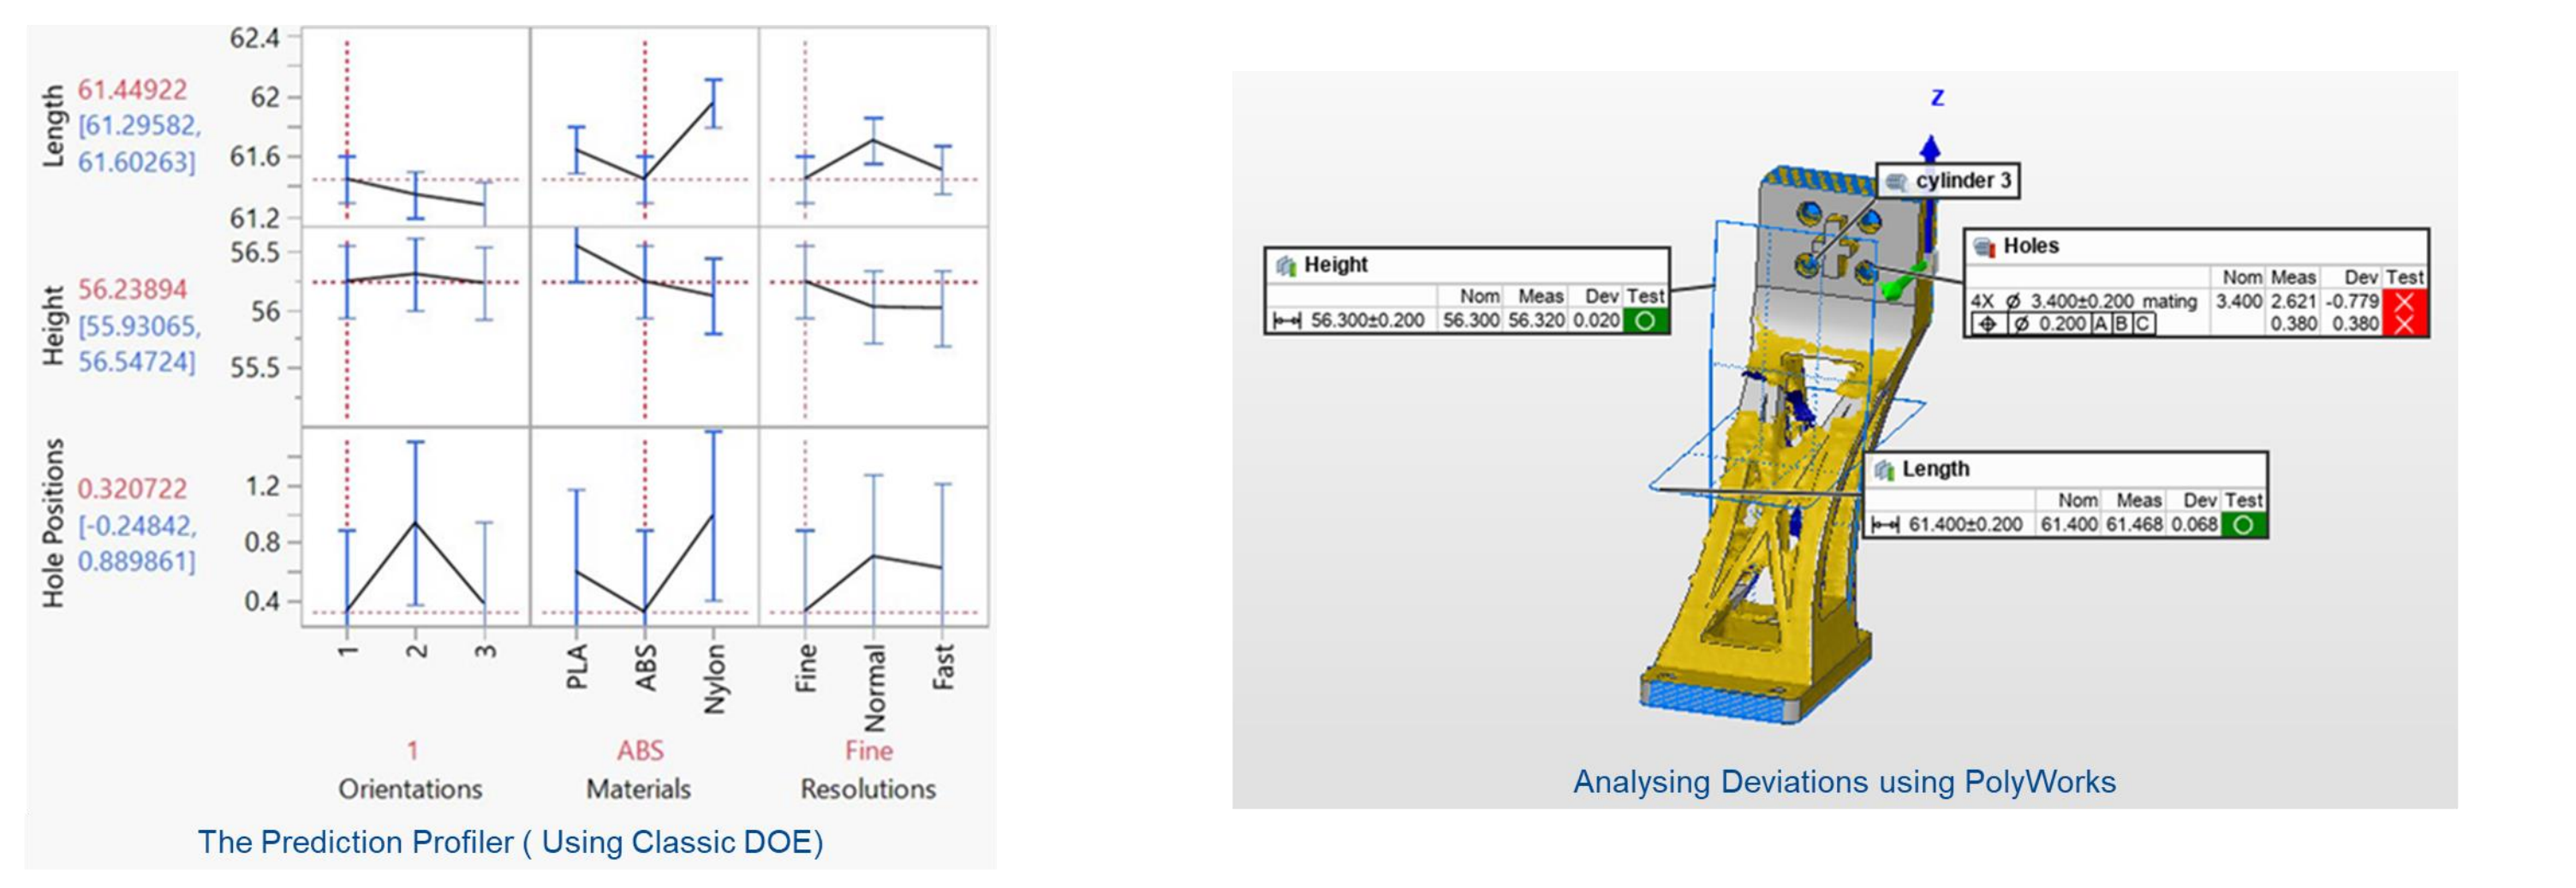 62.4
62
61.6
61.2
Length
61.44922
[61.29582,
61.60263]
56.5
56
55.5
Height
56.23894
[55.93065,
56.54724]
1.2
0.8
0.4
Hole Positions
0.320722
[-0.24842,
0.889861]
1
2
3
PLA
ABS
Nylon
Fine
Normal
Fast
1
ABS
Fine
Orientations
Materials
Resolutions
The Prediction Profiler ( Using Classic DOE)
Z
cylinder 3
Height
Nom Meas Dev Test
56.300±0.200 56.300 56.320 0.020
Holes
Nom Meas Dev Test
4X ⌀ 3.400±0.200 mating 3.400 2.621 -0.779
⌖ ⌀ 0.200 A B C 0.380 0.380
Length
Nom Meas Dev Test
61.400±0.200 61.400 61.468 0.068
Analysing Deviations using PolyWorks